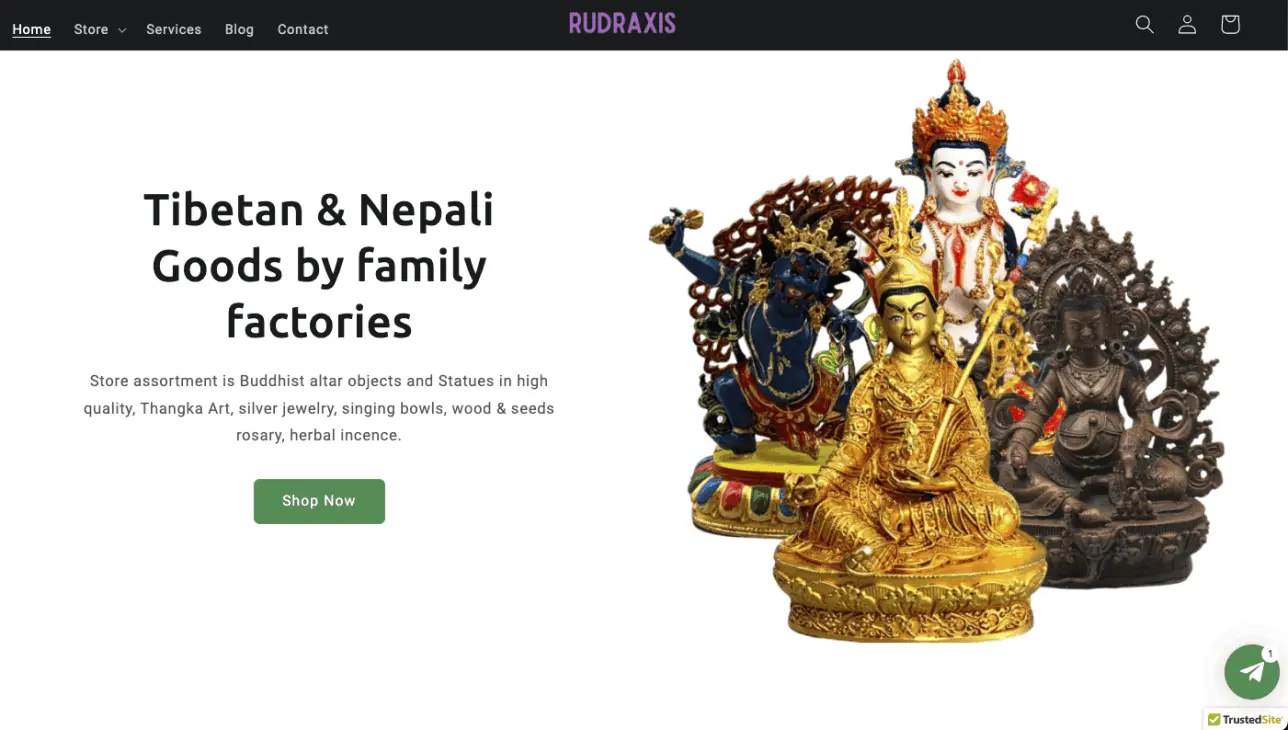 Home Store Services Blog Contact
RUDRAXIS
Tibetan & Nepali
Goods by family
factories
Store assortment is Buddhist altar objects and Statues in high
quality, Thangka Art, silver jewelry, singing bowls, wood & seeds
rosary, herbal incence.
Shop Now
1
TrustedSite